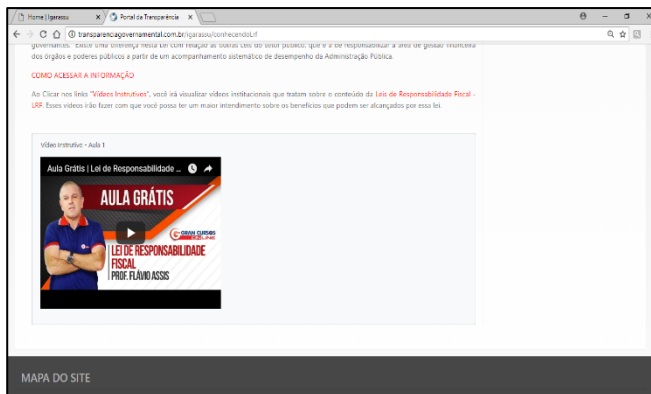 Home | Igarassu
Portal da Transparência
transparenciagovernamental.com.br/igarassu/conhecendoLrf
governantes. Existe uma diferença nesta Lei com relação as outras Leis do setor público, que é a de responsabilizar a área de gestão financeira
dos órgãos e poderes públicos a partir de um acompanhamento sistemático de desempenho da Administração Pública.
COMO ACESSAR A INFORMAÇÃO
Ao Clicar nos links "Vídeos Instrutivos", você irá visualizar vídeos institucionais que tratam sobre o conteúdo da Leis de Responsabilidade Fiscal -
LRF. Esses vídeos irão fazer com que você possa ter um maior intendimento sobre os benefícios que podem ser alcançados por essa lei.
Vídeo Instrutivo - Aula 1
Aula Grátis | Lei de Responsabilidade ...
AULA GRÁTIS
GRAN CURSOS
ONLINE
LEI DE RESPONSABILIDADE
FISCAL
PROF. FLÁVIO ASSIS
MAPA DO SITE